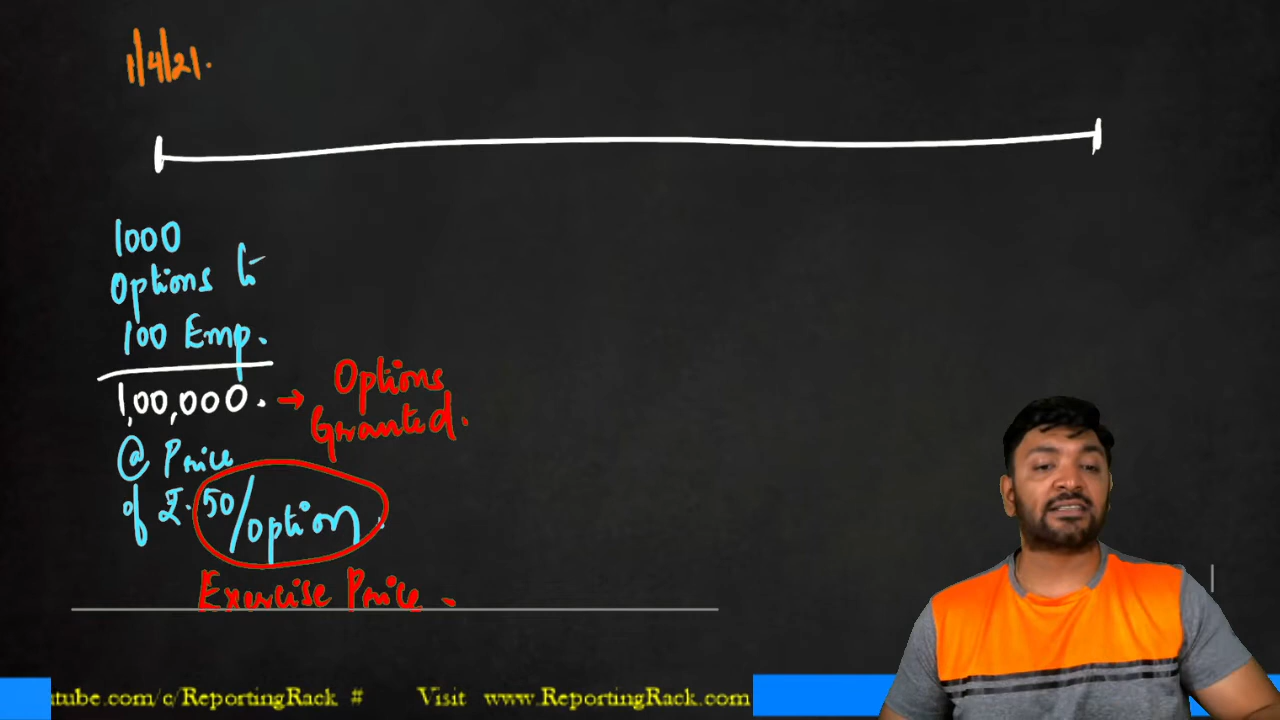 1/4/21.
1000
Options to
100 Emp.
1,00,000. → Options
Granted.
@ Price
of ₹. 50/option.
Exercise Price.
utube.com/c/ReportingRack # Visit www.ReportingRack.com